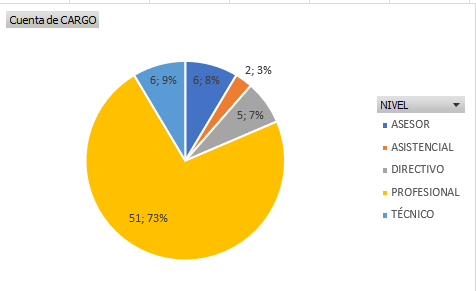 Cuenta de CARGO
6; 9%
6; 8%
2; 3%
5; 7%
51; 73%
NIVEL
ASESOR
ASISTENCIAL
DIRECTIVO
PROFESIONAL
TÉCNICO